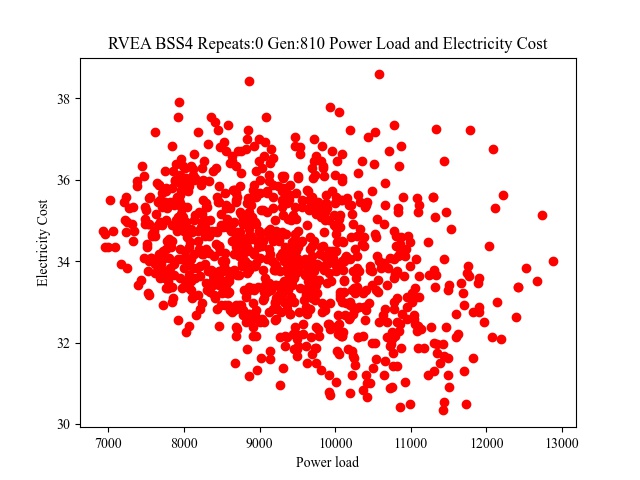 RVEA BSS4 Repeats:0 Gen:810 Power Load and Electricity Cost
38
36
34
32
30
Electricity Cost
7000 8000 9000 10000 11000 12000 13000
Power load